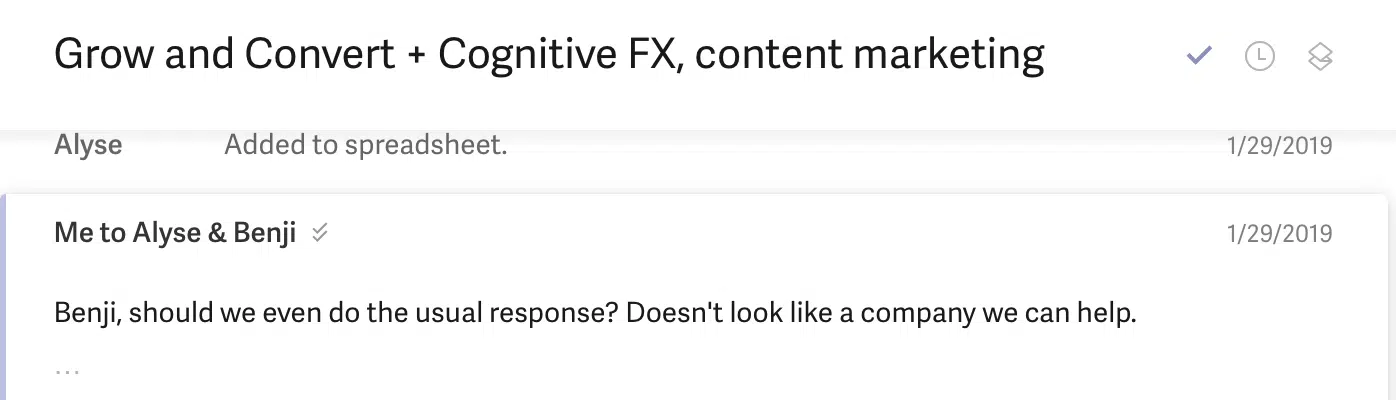 Grow and Convert + Cognitive FX, content marketing
Alyse Added to spreadsheet. 1/29/2019
Me to Alyse & Benji 1/29/2019
Benji, should we even do the usual response? Doesn't look like a company we can help.
...